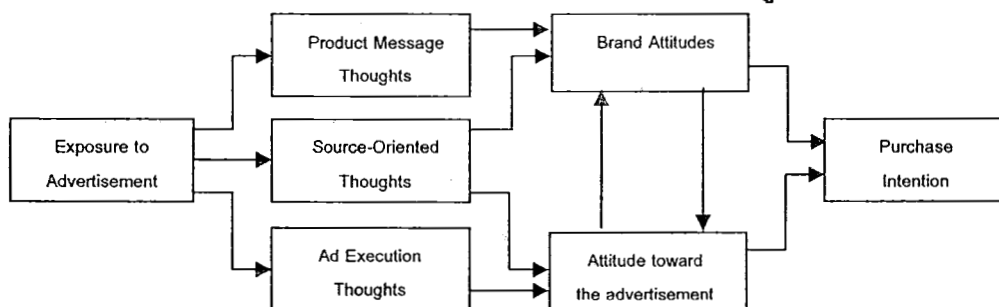 Product Message
Thoughts
Brand Attitudes
Exposure to
Advertisement
Source-Oriented
Thoughts
Purchase
Intention
Ad Execution
Thoughts
Attitude toward
the advertisement